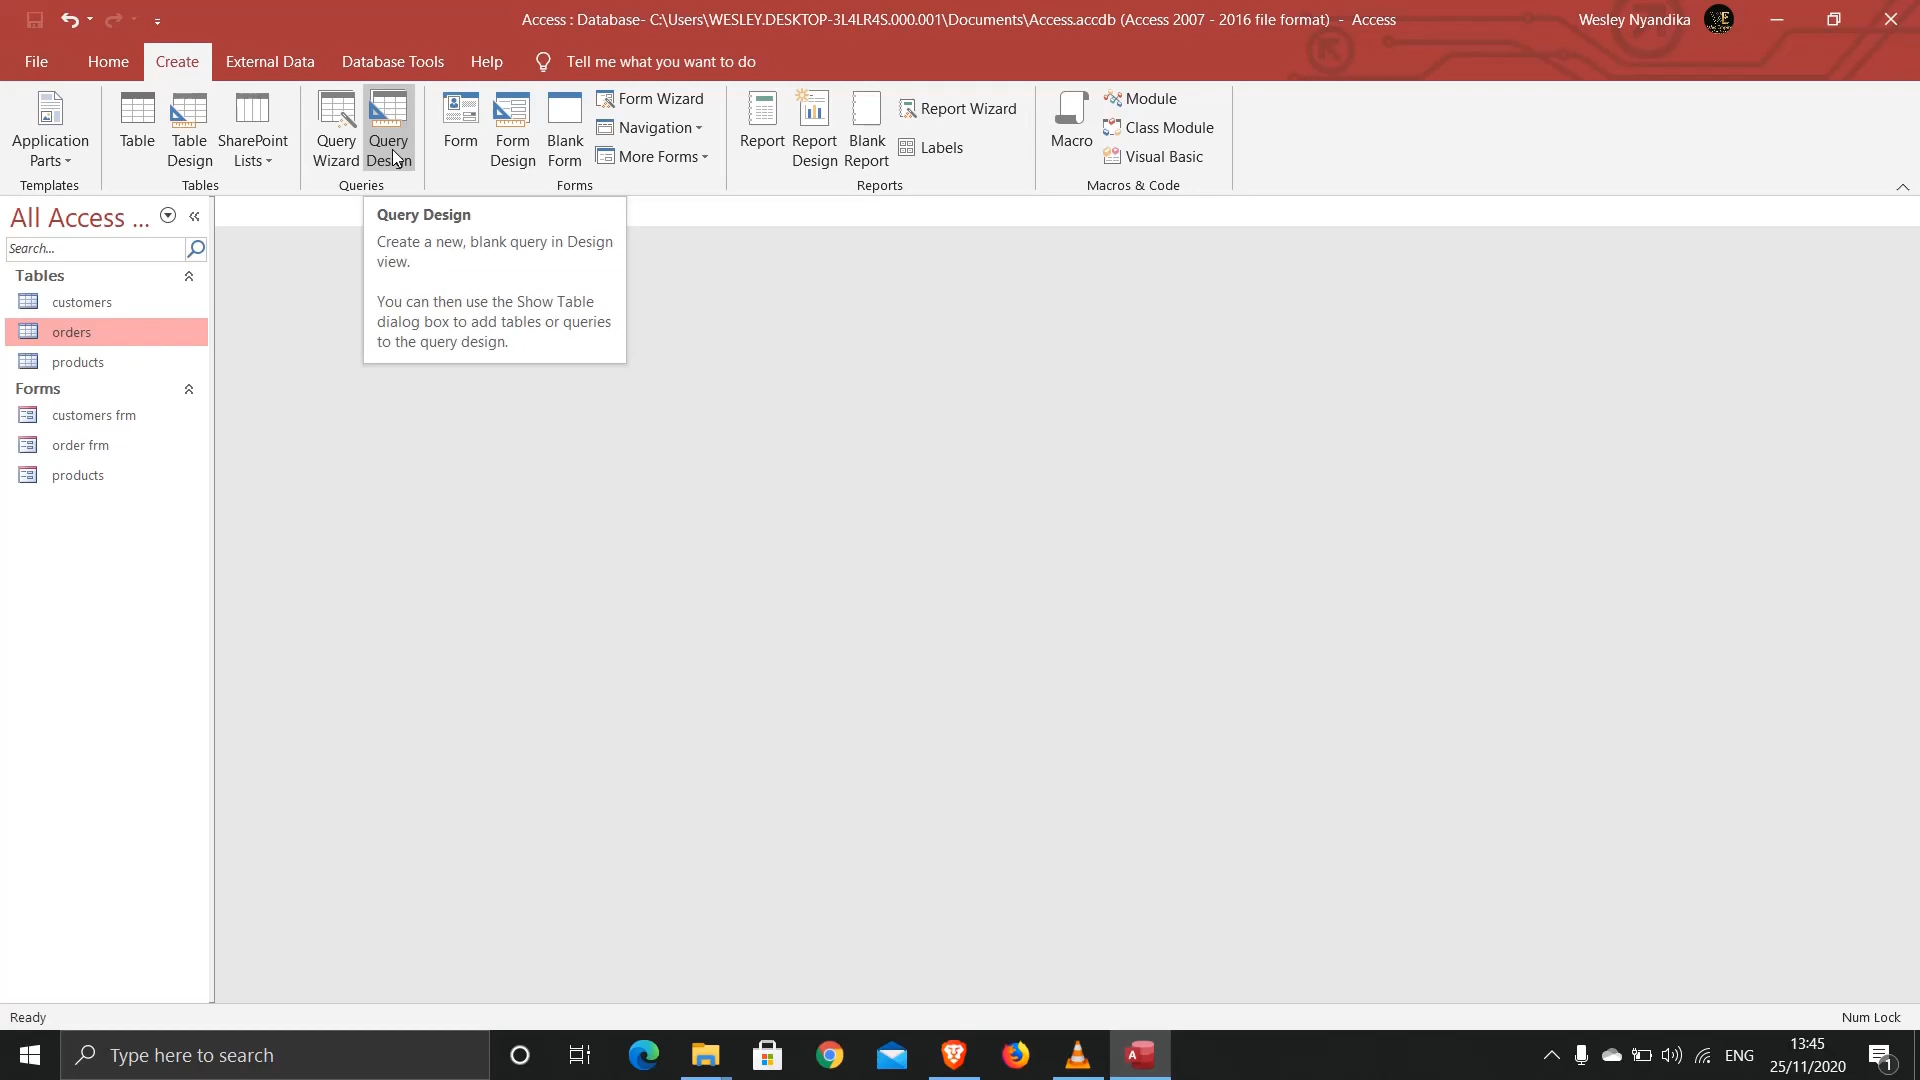 Access : Database- C:\Users\WESLEY.DESKTOP-3L4LR4S.000.001\Documents\Access.accdb (Access 2007 - 2016 file format) - Access
Wesley Nyandika
File
Home
Create
External Data
Database Tools
Help
Tell me what you want to do
Application
Parts
Templates
Table
Table
Design
SharePoint
Lists
Tables
Query
Wizard
Query
Design
Queries
Form
Form
Design
Blank
Form
Form Wizard
Navigation
More Forms
Forms
Report
Report
Design
Blank
Report
Report Wizard
Labels
Reports
Macro
Module
Class Module
Visual Basic
Macros & Code
All Access ...
Search...
Tables
customers
orders
products
Forms
customers frm
order frm
products
Query Design
Create a new, blank query in Design
view.
You can then use the Show Table
dialog box to add tables or queries
to the query design.
Ready
Num Lock
Type here to search
A
ENG
13:45
25/11/2020
1